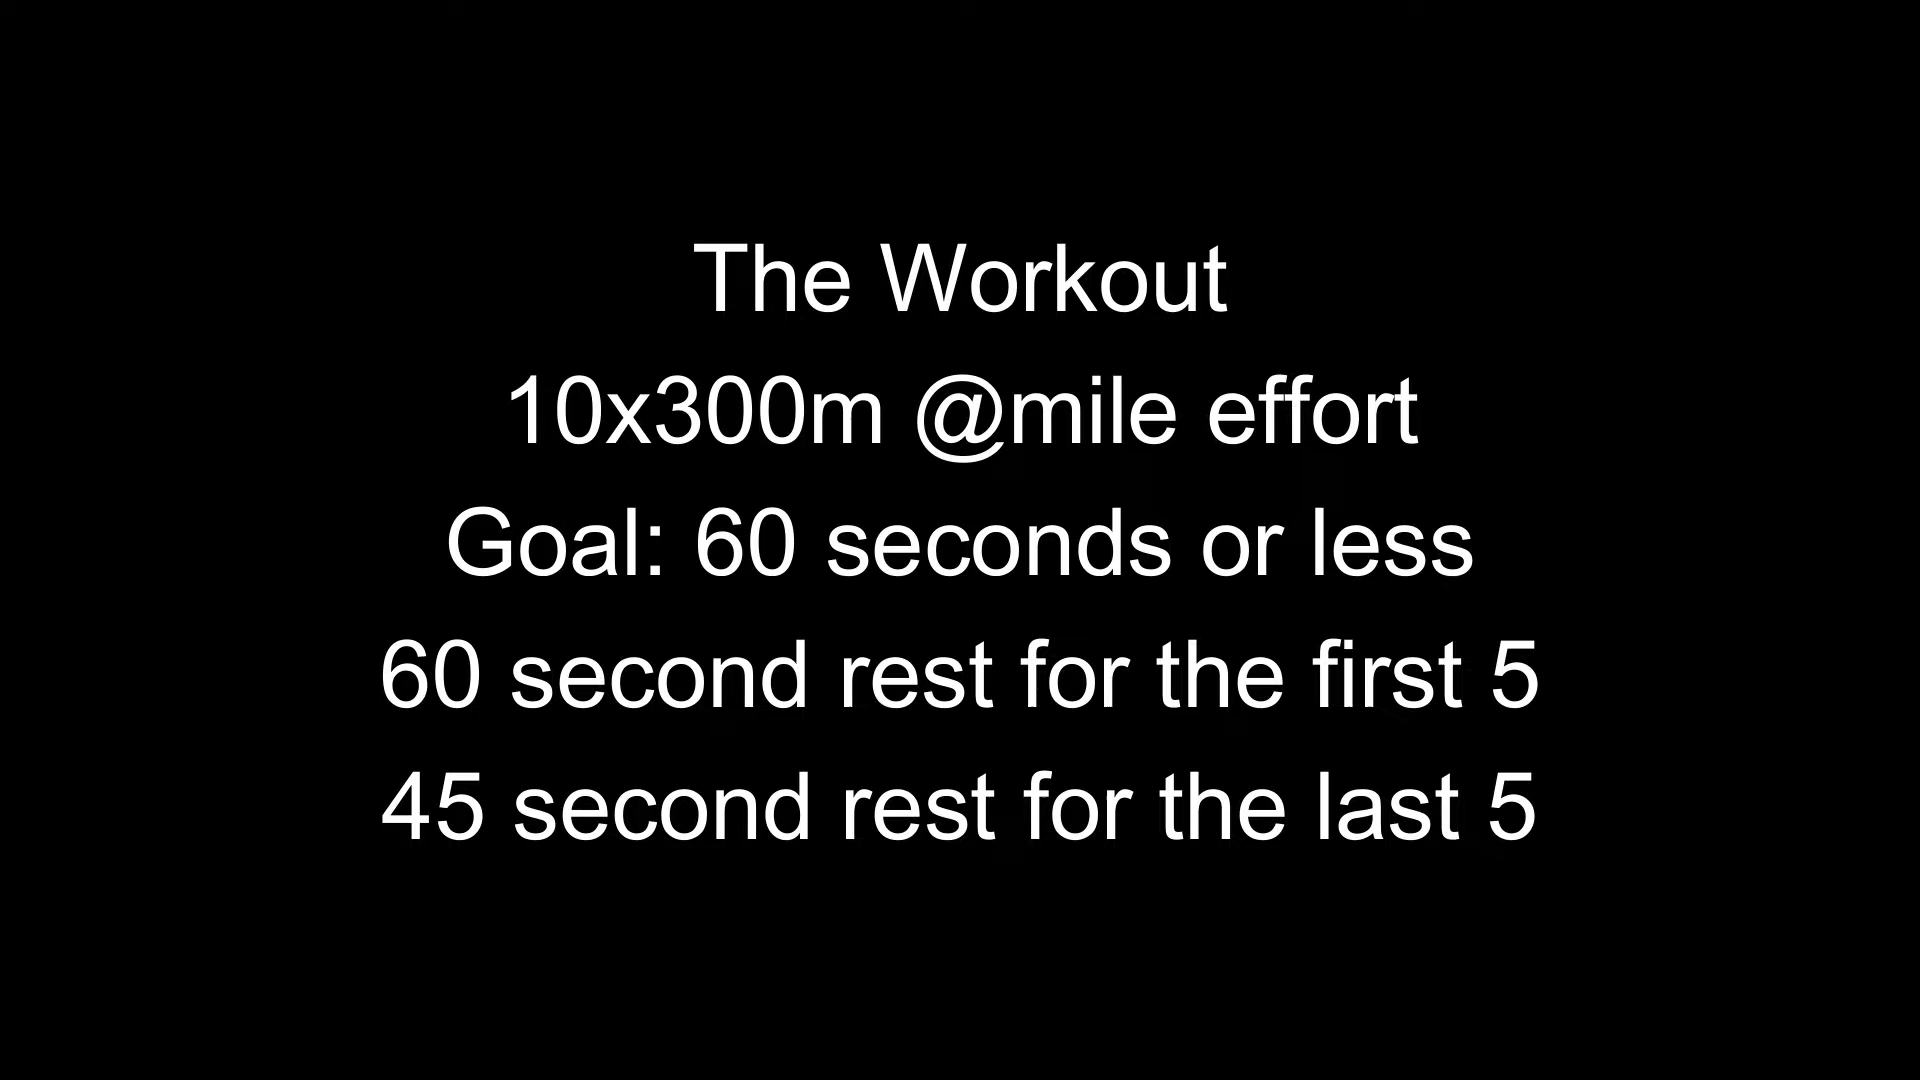 The Workout
10x300m @mile effort
Goal: 60 seconds or less
60 second rest for the first 5
45 second rest for the last 5